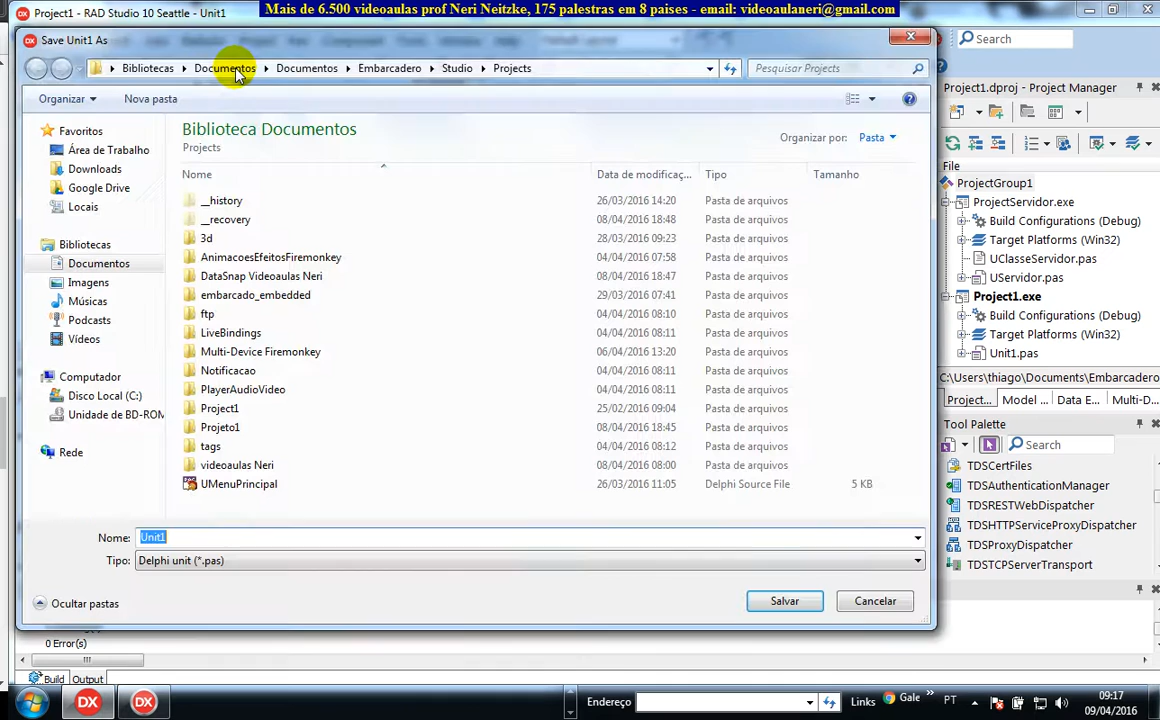 Project1 - RAD Studio 10 Seattle - Unit1
Mais de 6.500 videoaulas prof Neri Neitzke, 175 palestras em 8 paises - email: videoaulaneri@gmail.com
Save Unit1 As
Search
Bibliotecas Documentos Documentos Embarcadero Studio Projects
Pesquisar Projects
Organizar
Nova pasta
Favoritos
Área de Trabalho
Downloads
Google Drive
Locais
Bibliotecas
Documentos
Imagens
Músicas
Podcasts
Vídeos
Computador
Disco Local (C:)
Unidade de BD-ROM
Rede
Biblioteca Documentos
Projects
Organizar por: Pasta
Nome Data de modificaç... Tipo Tamanho
__history 26/03/2016 14:20 Pasta de arquivos
__recovery 08/04/2016 18:48 Pasta de arquivos
3d 28/03/2016 09:23 Pasta de arquivos
AnimacoesEfeitosFiremonkey 04/04/2016 07:58 Pasta de arquivos
DataSnap Videoaulas Neri 08/04/2016 18:47 Pasta de arquivos
embarcado_embedded 29/03/2016 07:41 Pasta de arquivos
ftp 04/04/2016 08:10 Pasta de arquivos
LiveBindings 04/04/2016 08:11 Pasta de arquivos
Multi-Device Firemonkey 06/04/2016 13:20 Pasta de arquivos
Notificacao 04/04/2016 08:11 Pasta de arquivos
PlayerAudioVideo 04/04/2016 08:11 Pasta de arquivos
Project1 25/02/2016 09:04 Pasta de arquivos
Projeto1 08/04/2016 18:45 Pasta de arquivos
tags 04/04/2016 08:12 Pasta de arquivos
videoaulas Neri 08/04/2016 08:00 Pasta de arquivos
UMenuPrincipal 26/03/2016 11:05 Delphi Source File 5 KB
Nome: Unit1
Tipo: Delphi unit (*.pas)
Ocultar pastas
Salvar
Cancelar
Project1.dproj - Project Manager
File
ProjectGroup1
ProjectServidor.exe
Build Configurations (Debug)
Target Platforms (Win32)
UClasseServidor.pas
UServidor.pas
Project1.exe
Build Configurations (Debug)
Target Platforms (Win32)
Unit1.pas
C:\Users\thiago\Documents\Embarcadero
Project... Model ... Data E... Multi-D...
Tool Palette
Search
TDSCertFiles
TDSAuthenticationManager
TDSRESTWebDispatcher
TDSHTTPServiceProxyDispatcher
TDSProxyDispatcher
TDSTCPServerTransport
0 Error(s)
Build Output
Endereço
Links
Gale
PT
09:17
09/04/2016